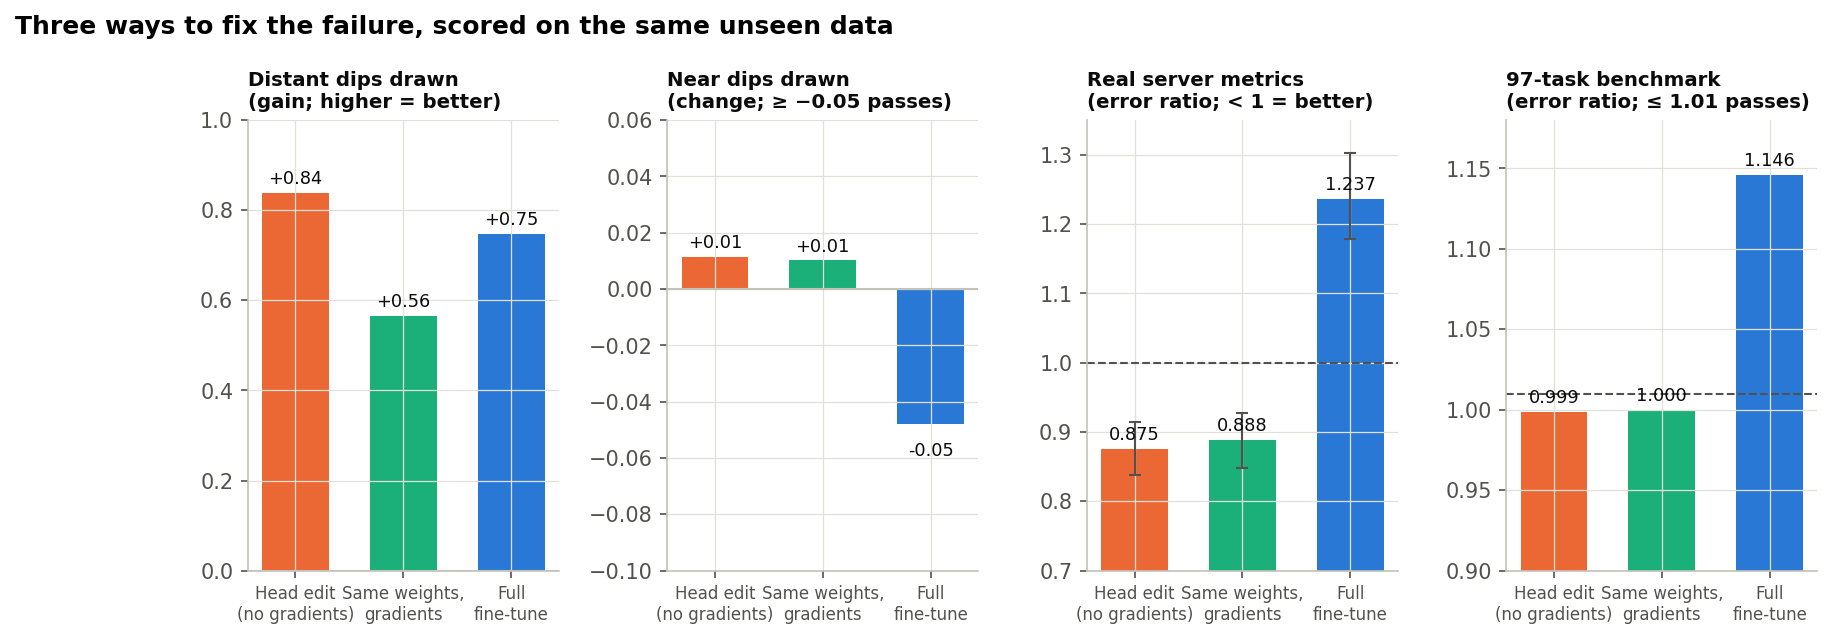 Three ways to fix the failure, scored on the same unseen data
Distant dips drawn
(gain; higher = better)
1.0
0.8
0.6
0.4
0.2
0.0
+0.84
+0.56
+0.75
Head edit
(no gradients)
Same weights,
gradients
Full
fine-tune
Near dips drawn
(change; ≥ −0.05 passes)
0.06
0.04
0.02
0.00
−0.02
−0.04
−0.06
−0.08
−0.10
+0.01
+0.01
-0.05
Head edit
(no gradients)
Same weights,
gradients
Full
fine-tune
Real server metrics
(error ratio; < 1 = better)
1.3
1.2
1.1
1.0
0.9
0.8
0.7
0.875
0.888
1.237
Head edit
(no gradients)
Same weights,
gradients
Full
fine-tune
97-task benchmark
(error ratio; ≤ 1.01 passes)
1.15
1.10
1.05
1.00
0.95
0.90
0.999
1.000
1.146
Head edit
(no gradients)
Same weights,
gradients
Full
fine-tune